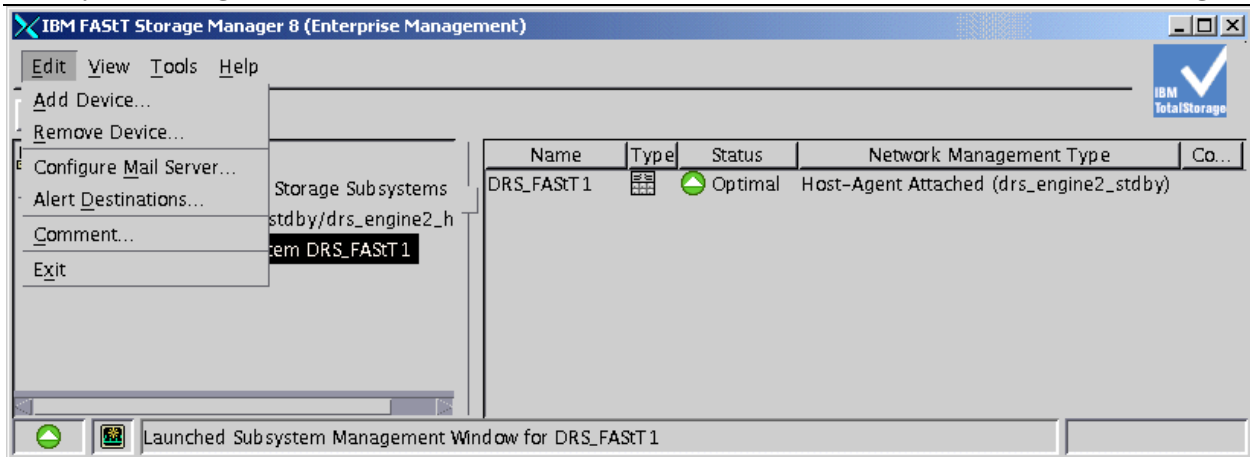 IBM FAStT Storage Manager 8 (Enterprise Management)
Edit View Tools Help
IBM
TotalStorage
Add Device...
Remove Device...
Configure Mail Server...
Alert Destinations...
Comment...
Exit
Storage Subsystems
stdby/drs_engine2_h
tem DRS_FAStT1
Name Type Status Network Management Type Co...
DRS_FAStT1 Optimal Host-Agent Attached (drs_engine2_stdby)
Launched Subsystem Management Window for DRS_FAStT1